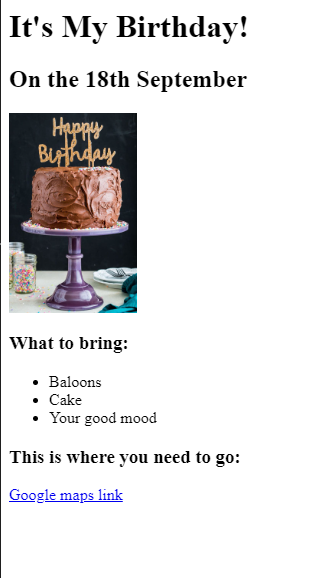 It's My Birthday!
On the 18th September
Happy
Birthday
What to bring:
Baloons
Cake
Your good mood
This is where you need to go:
Google maps link